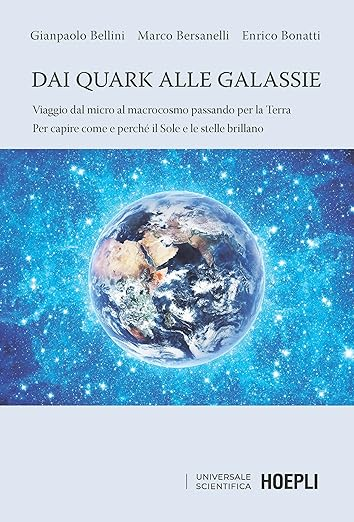 Gianpaolo Bellini Marco Bersanelli Enrico Bonatti
DAI QUARK ALLE GALASSIE
Viaggio dal micro al macrocosmo passando per la Terra
Per capire come e perché il Sole e le stelle brillano
UNIVERSALE
SCIENTIFICA
HOEPLI